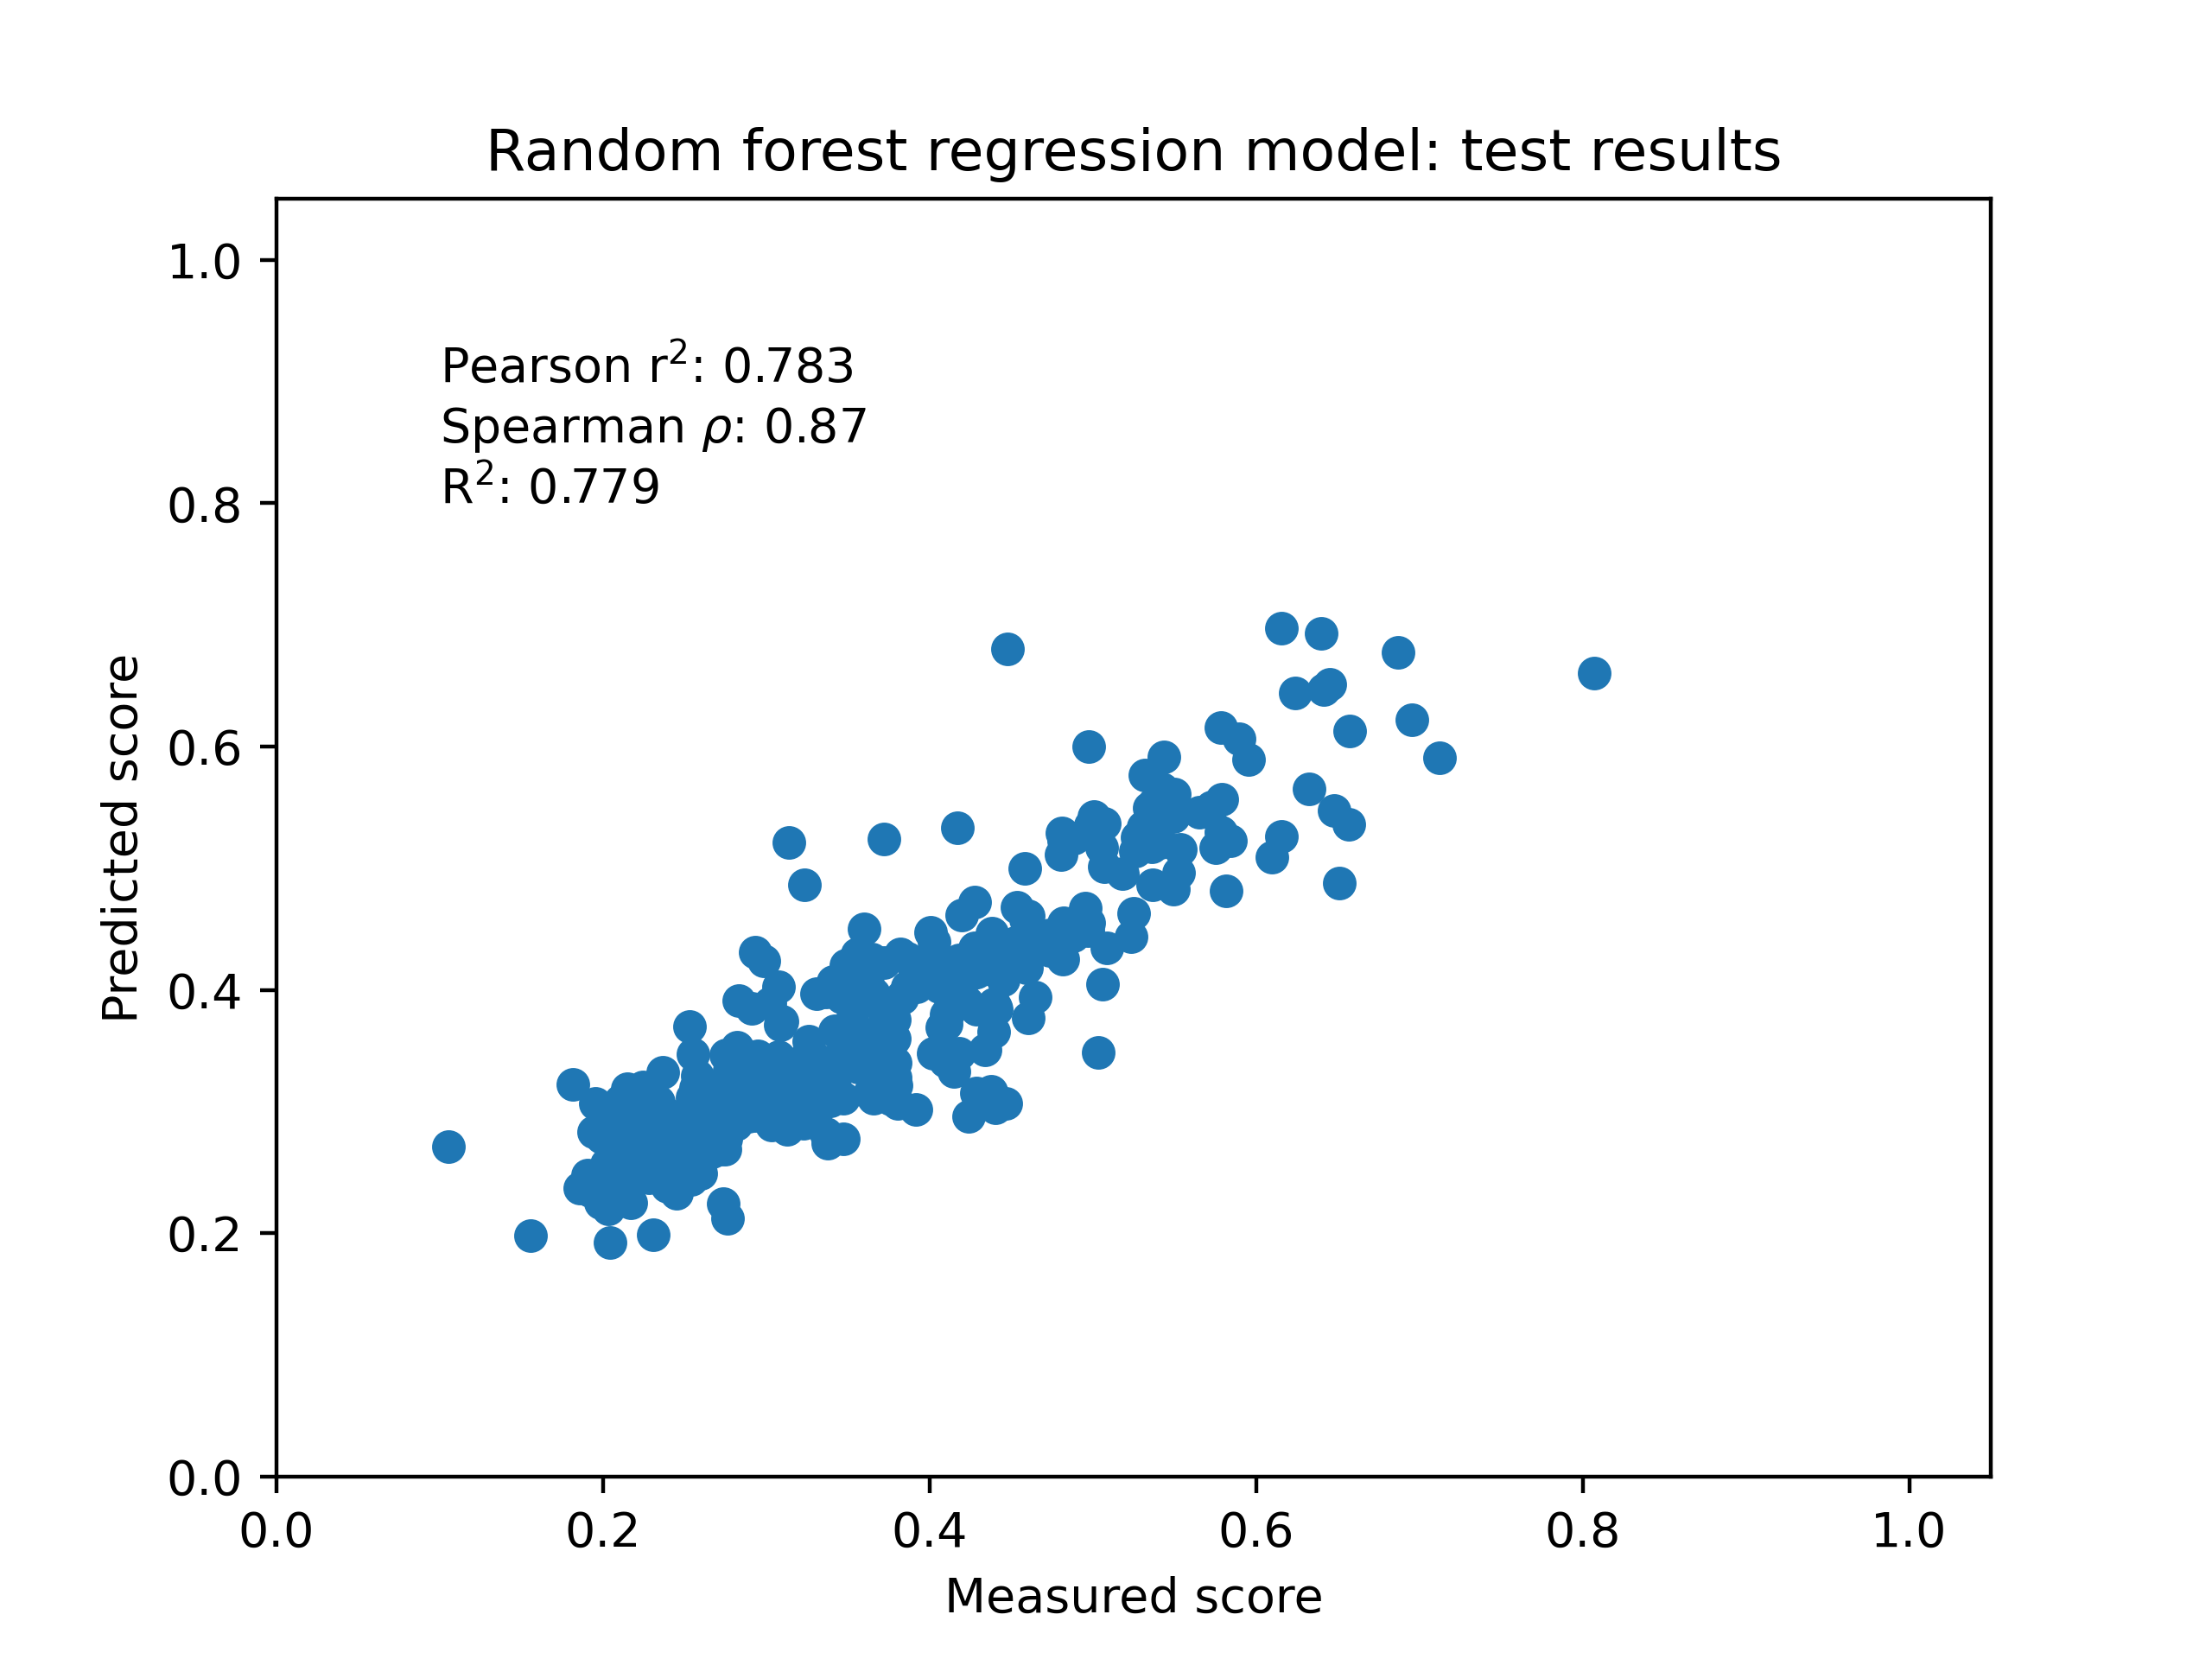 Random forest regression model: test results
1.0
Pearson r²: 0.783
Spearman ρ: 0.87
R²: 0.779
0.8
0.6
Predicted score
0.4
0.2
0.0
0.0 0.2 0.4 0.6 0.8 1.0
Measured score